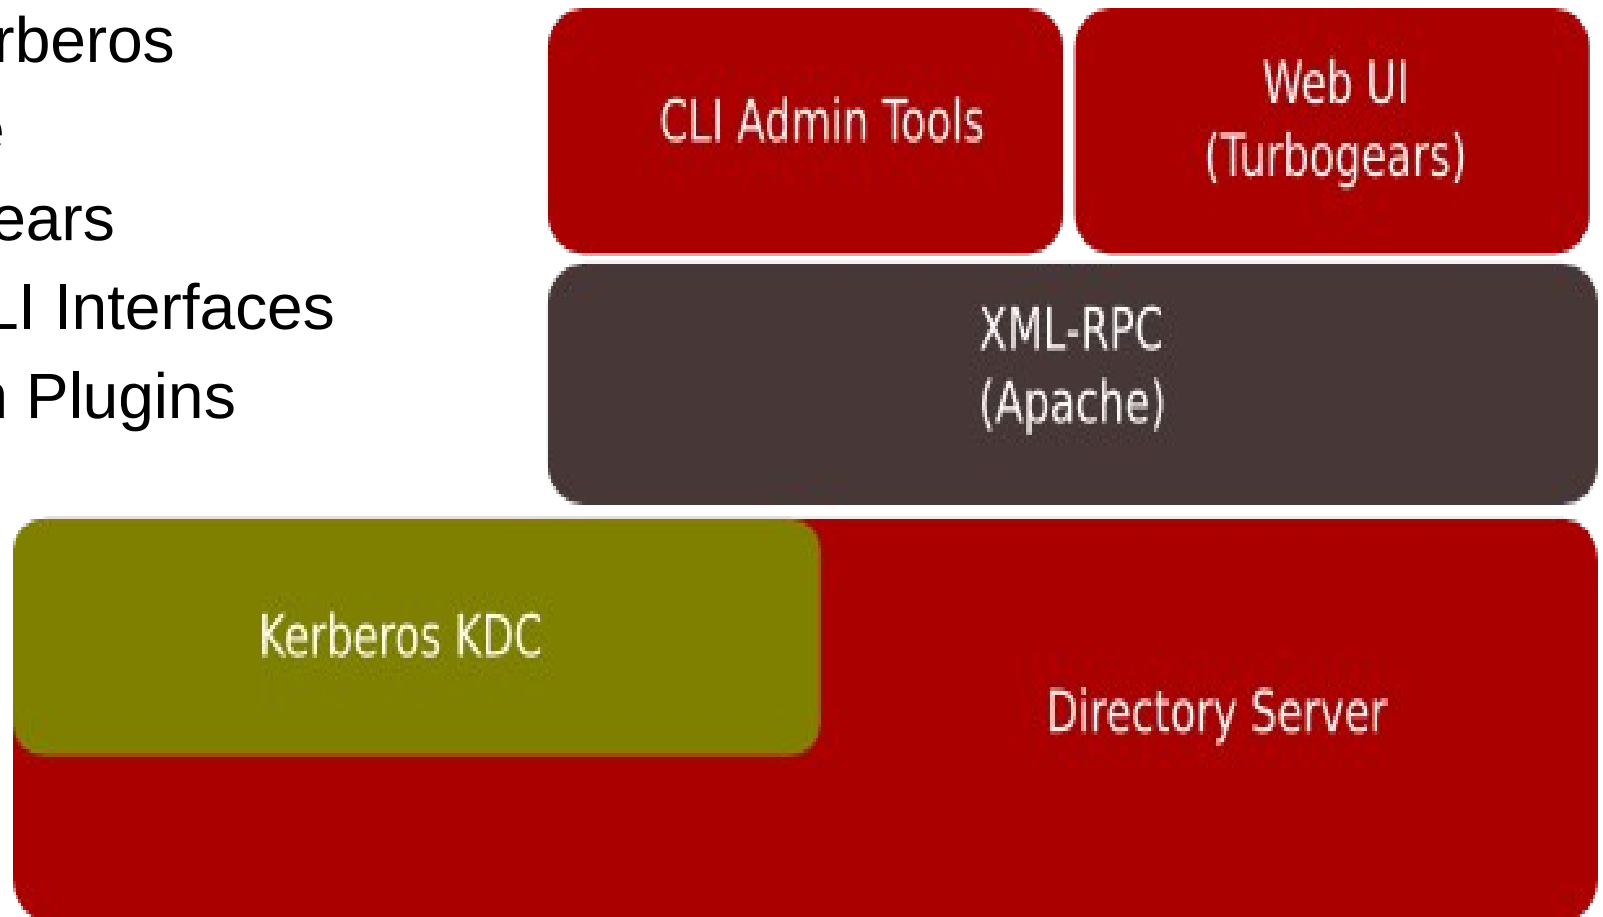 rberos
e
ears
LI Interfaces
n Plugins
CLI Admin Tools
Web UI
(Turbogears)
XML-RPC
(Apache)
Kerberos KDC
Directory Server